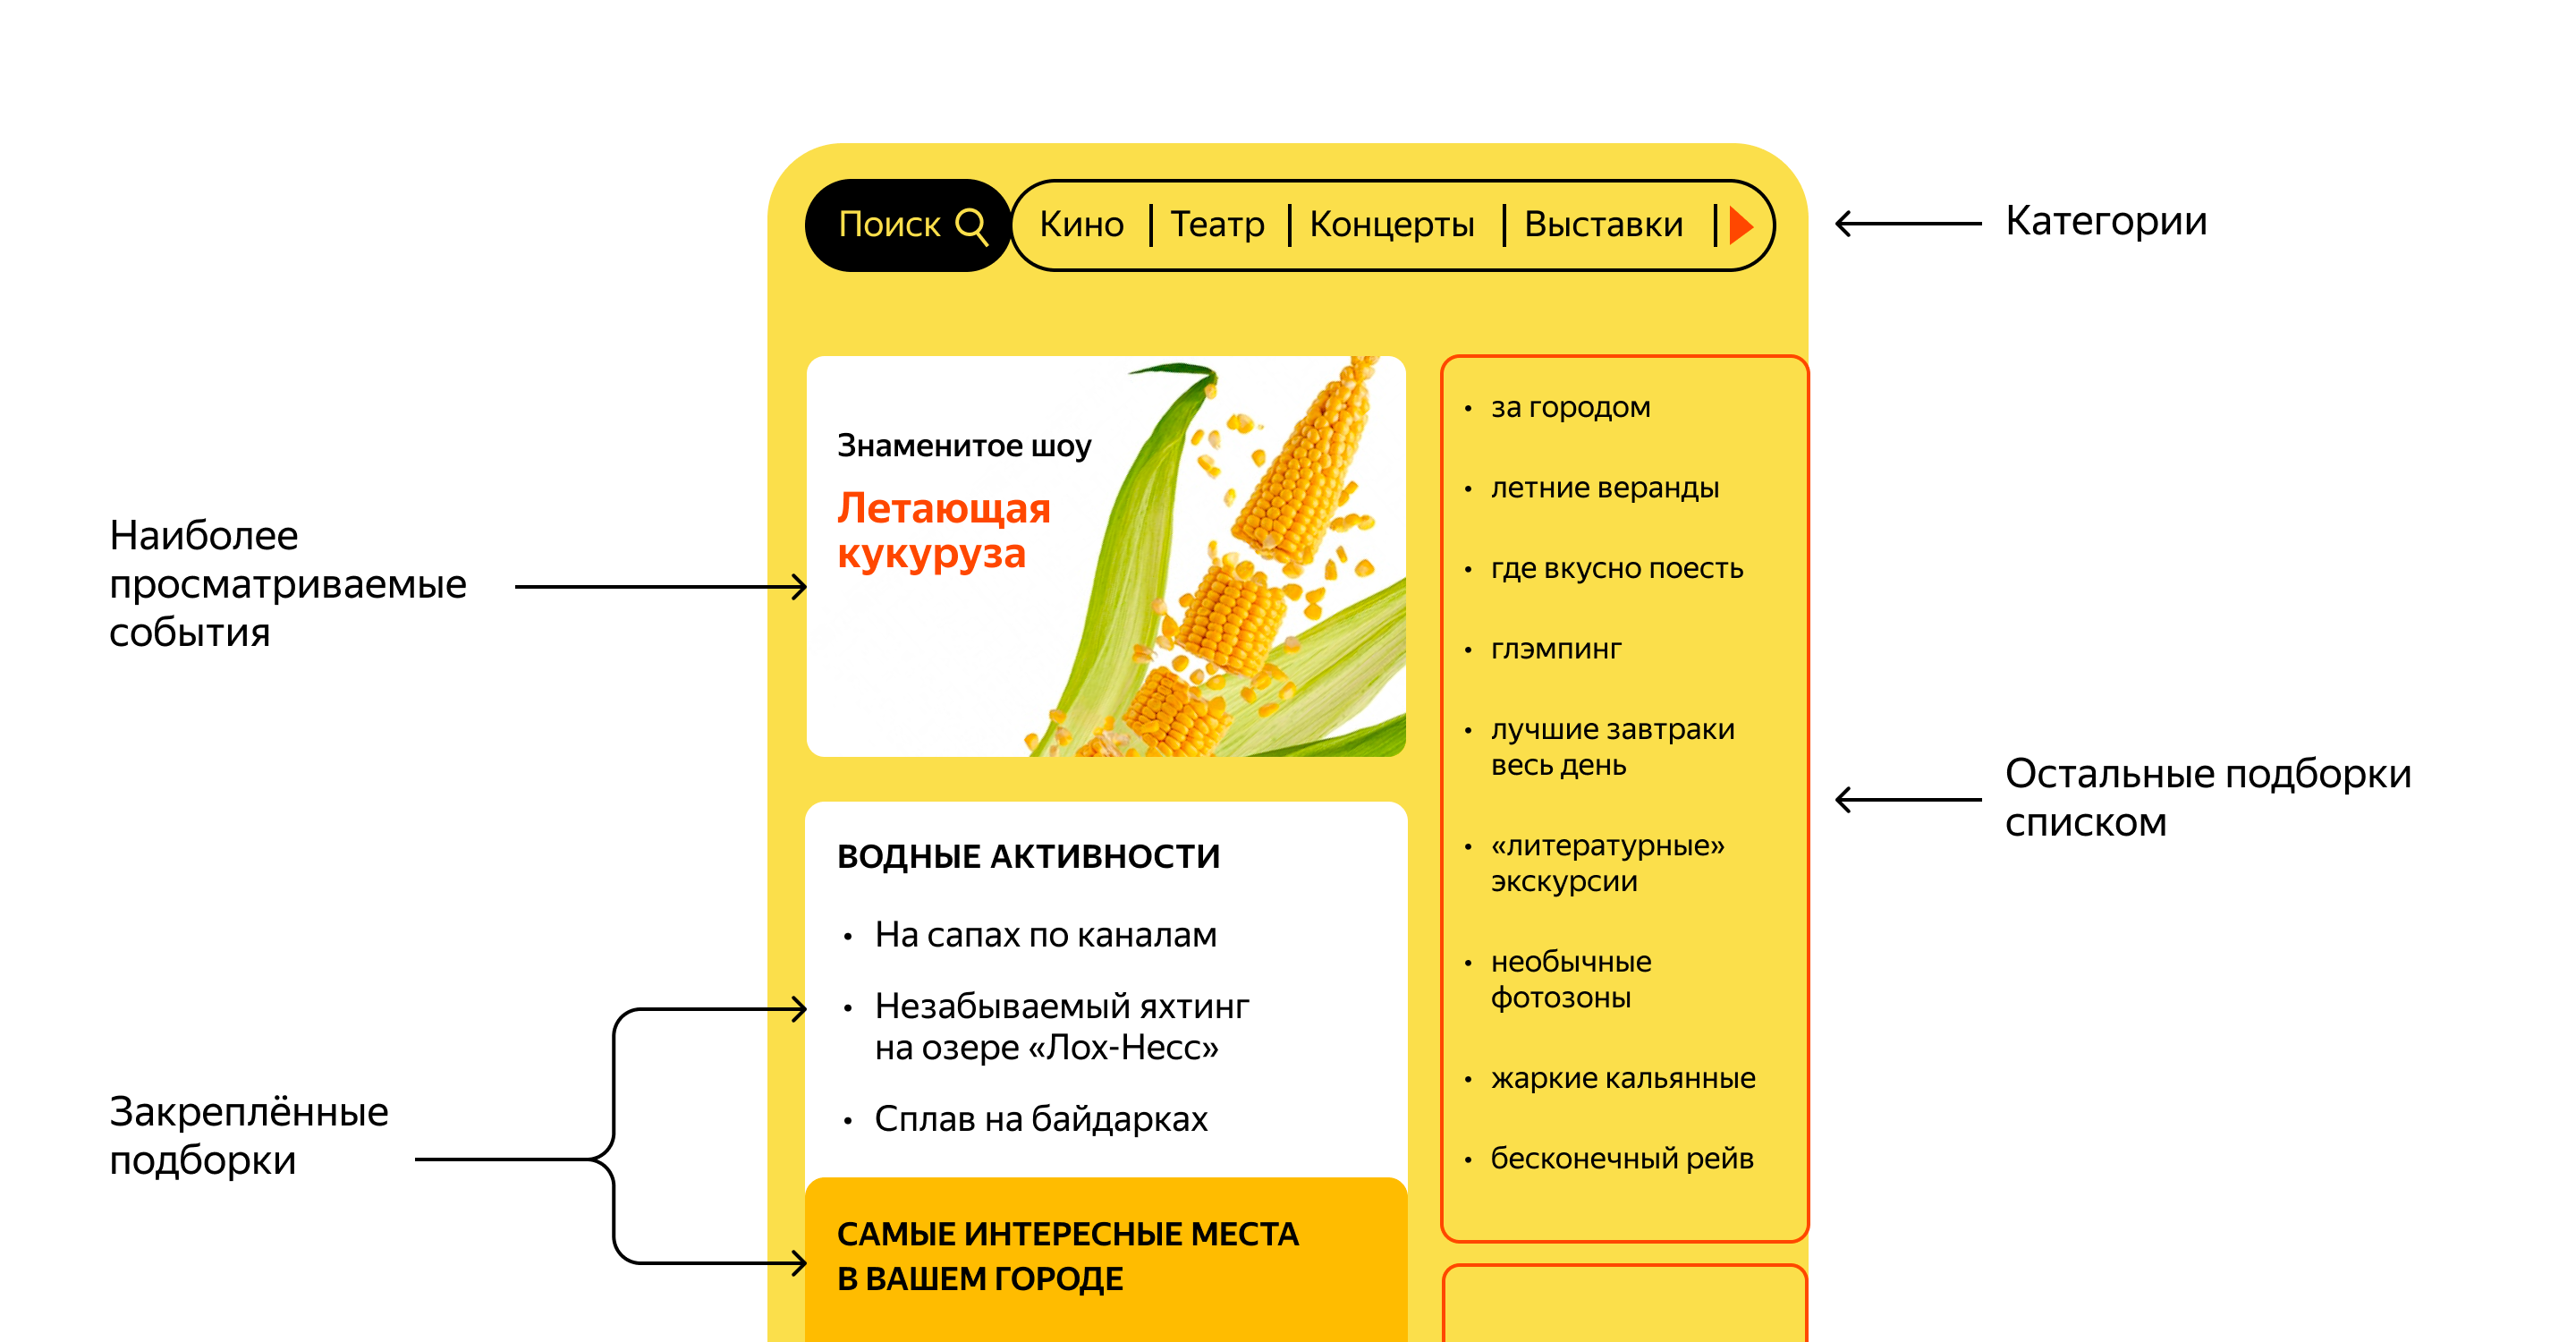 Поиск
Кино | Театр | Концерты | Выставки |
Категории
Знаменитое шоу
Летающая
кукуруза
Наиболее
просматриваемые
события
• за городом
• летние веранды
• где вкусно поесть
• глэмпинг
• лучшие завтраки
весь день
• «литературные»
экскурсии
• необычные
фотозоны
• жаркие кальянные
• бесконечный рейв
Остальные подборки
списком
ВОДНЫЕ АКТИВНОСТИ
• На сапах по каналам
• Незабываемый яхтинг
на озере «Лох-Несс»
• Сплав на байдарках
Закреплённые
подборки
САМЫЕ ИНТЕРЕСНЫЕ МЕСТА
В ВАШЕМ ГОРОДЕ